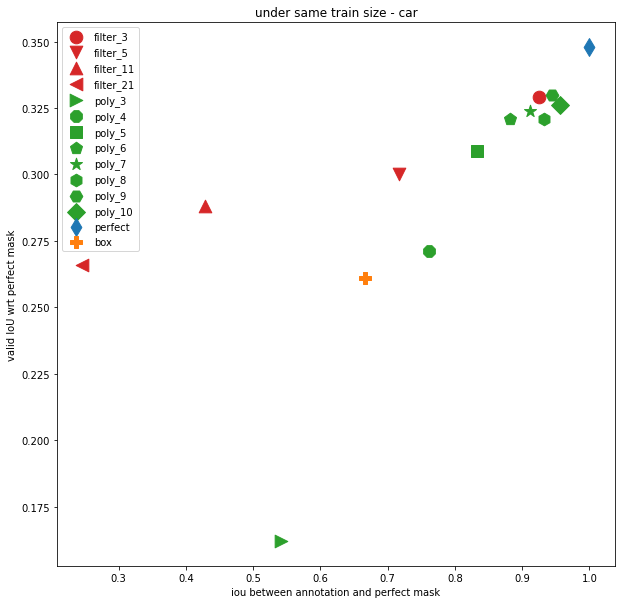 under same train size - car
filter_3
filter_5
filter_11
filter_21
poly_3
poly_4
poly_5
poly_6
poly_7
poly_8
poly_9
poly_10
perfect
box
0.350
0.325
0.300
0.275
0.250
0.225
0.200
0.175
valid IoU wrt perfect mask
0.3 0.4 0.5 0.6 0.7 0.8 0.9 1.0
iou between annotation and perfect mask